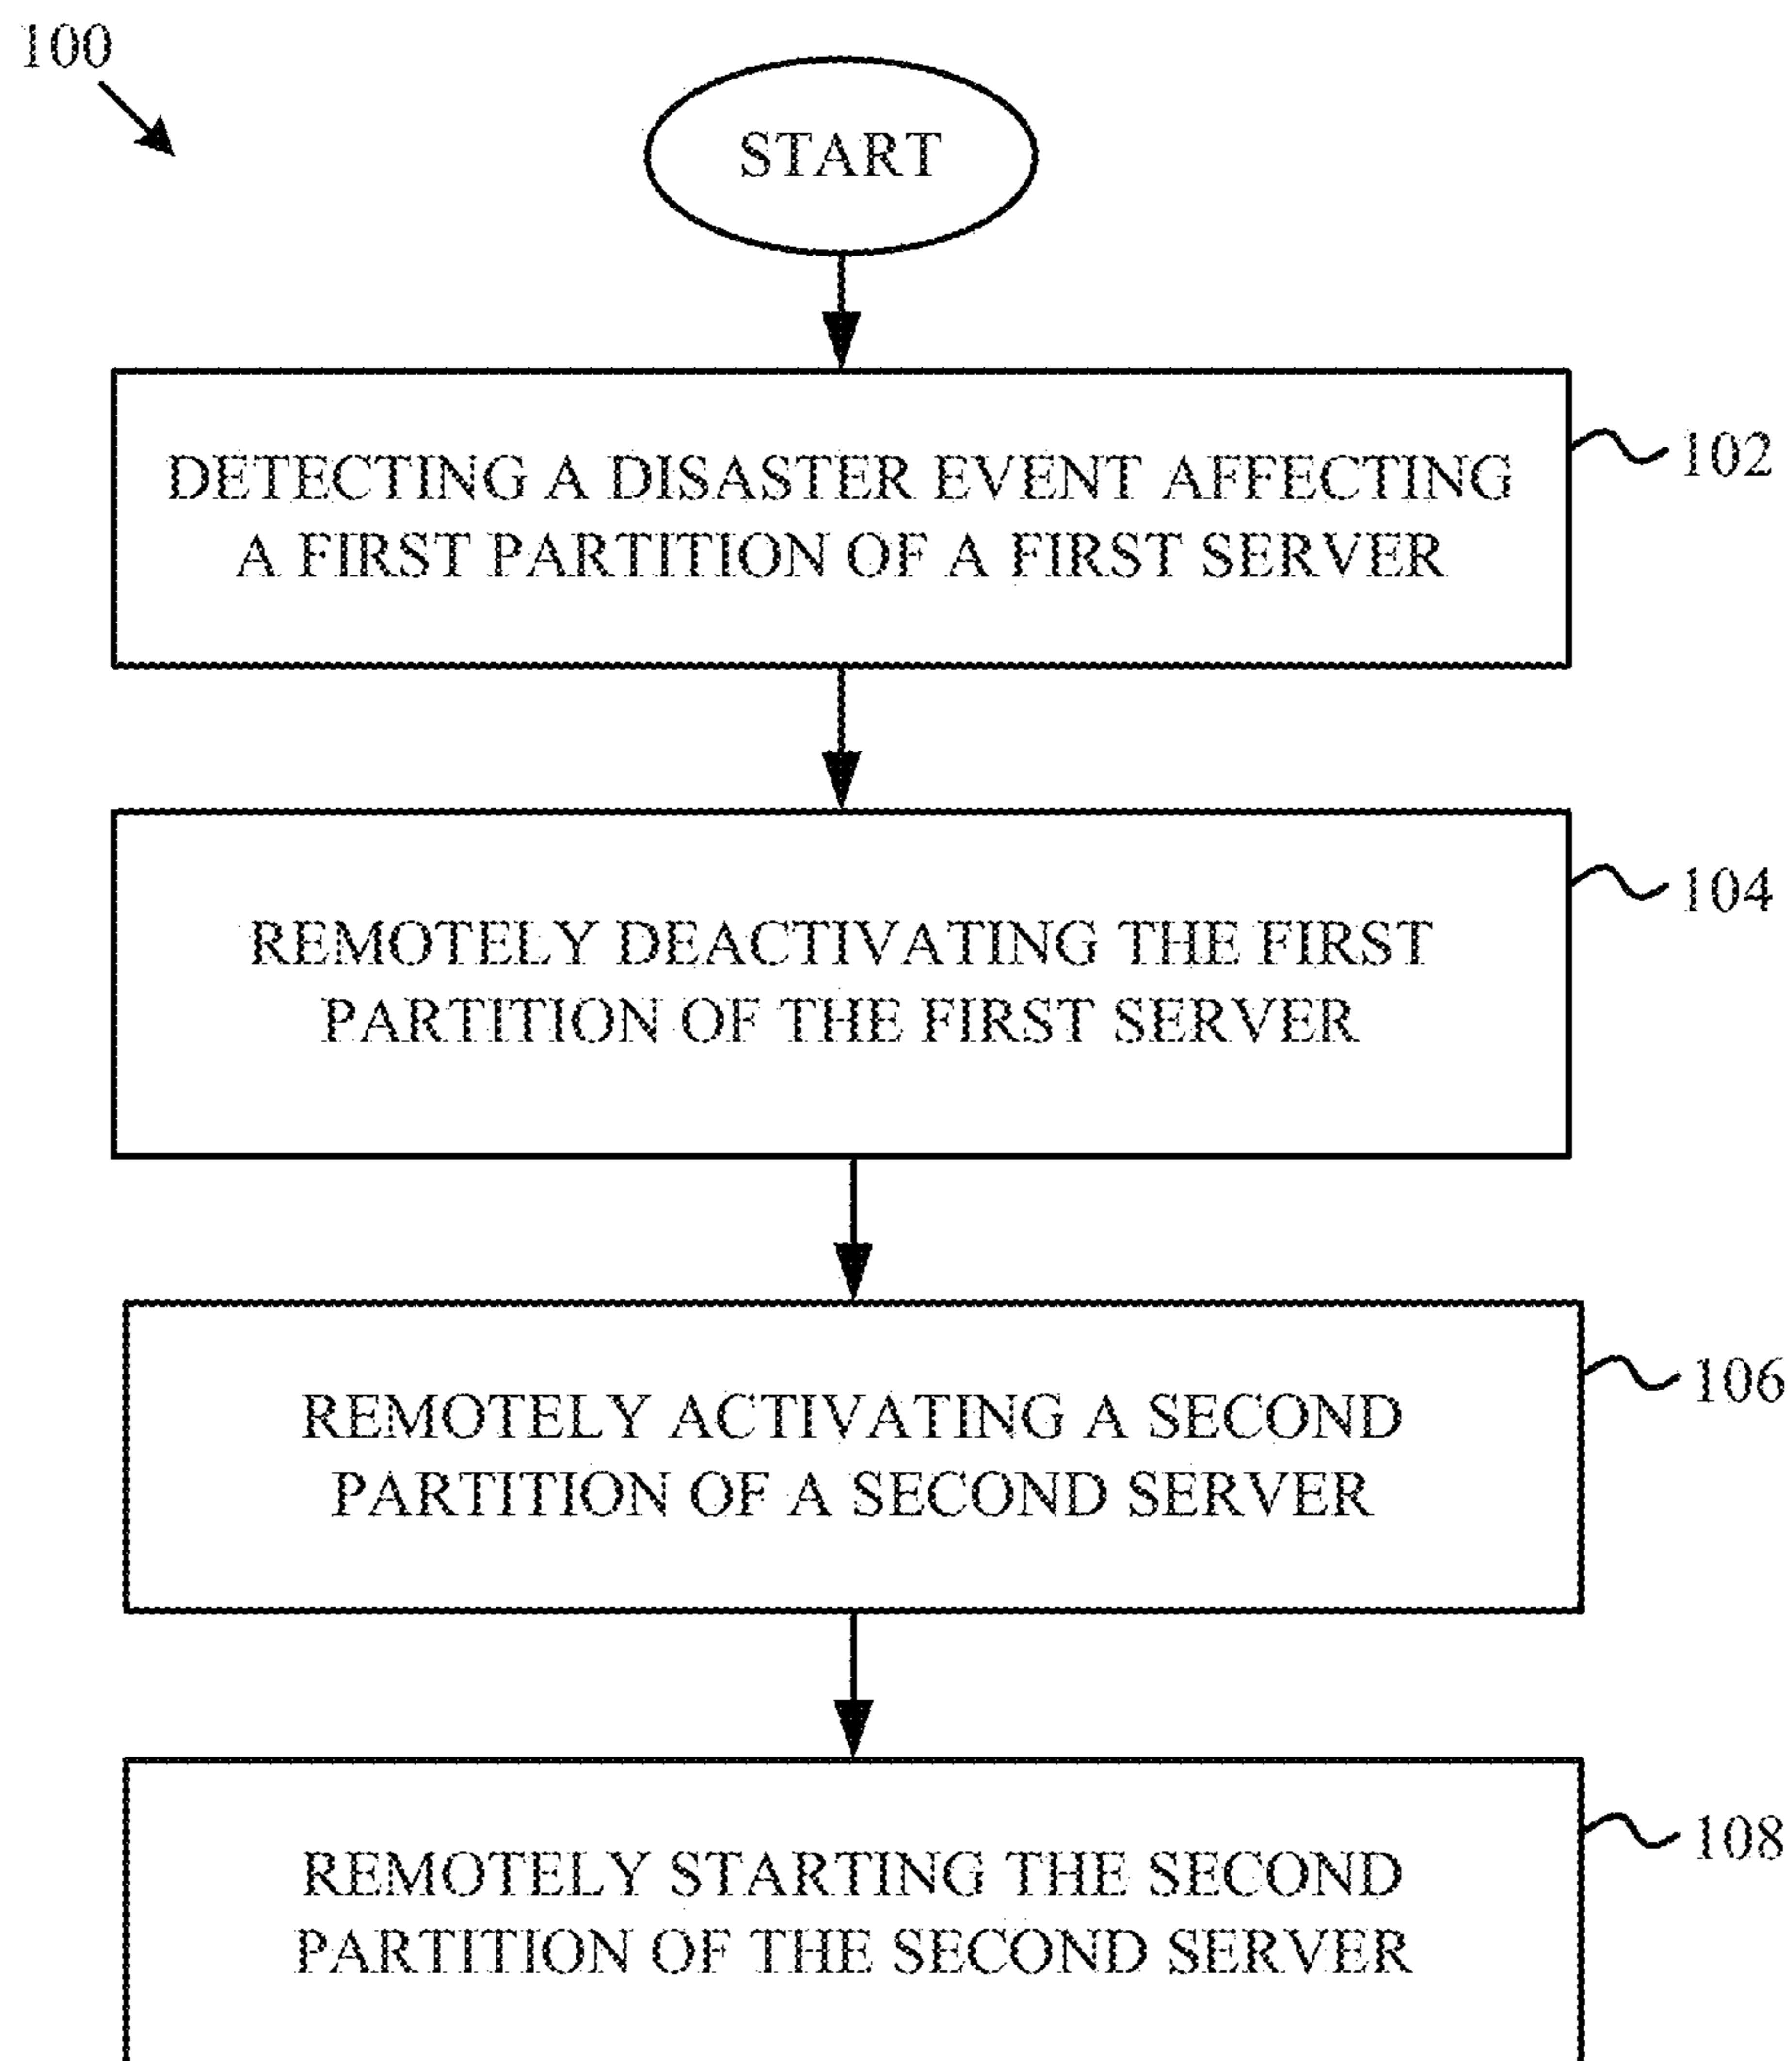 100
START
DETECTING A DISASTER EVENT AFFECTING
A FIRST PARTITION OF A FIRST SERVER
102
REMOTELY DEACTIVATING THE FIRST
PARTITION OF THE FIRST SERVER
104
REMOTELY ACTIVATING A SECOND
PARTITION OF A SECOND SERVER
106
REMOTELY STARTING THE SECOND
PARTITION OF THE SECOND SERVER
108